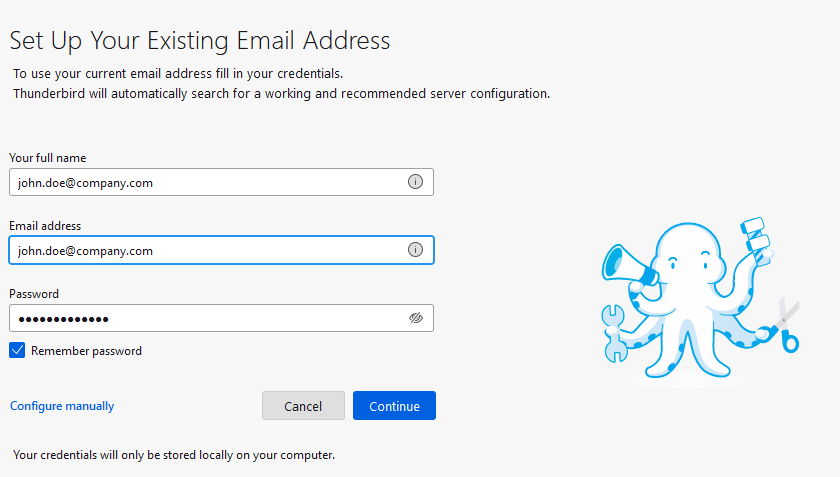 Set Up Your Existing Email Address
To use your current email address fill in your credentials.
Thunderbird will automatically search for a working and recommended server configuration.
Your full name
john.doe@company.com
Email address
john.doe@company.com
Password
●●●●●●●●●●●●●
Remember password
Configure manually
Cancel
Continue
Your credentials will only be stored locally on your computer.